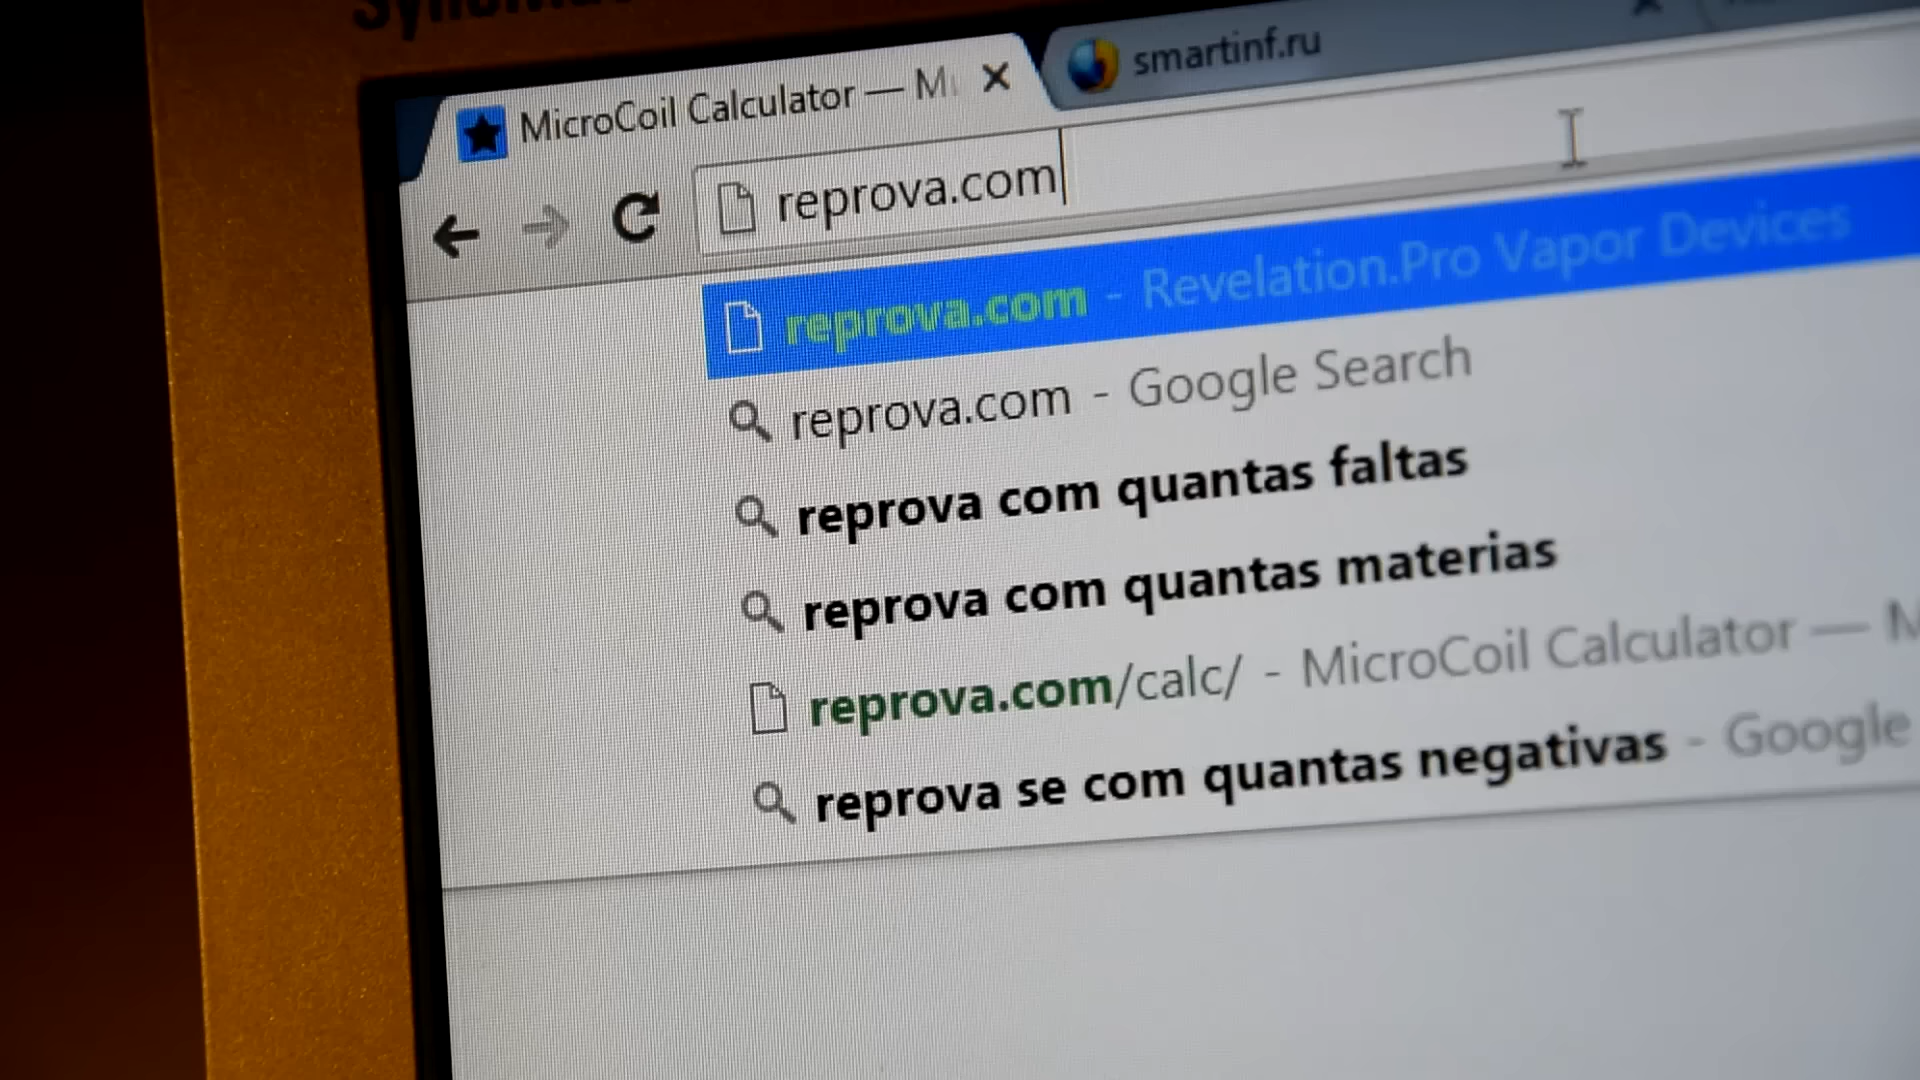 MicroCoil Calculator —
smartinf.ru
reprova.com
reprova.com - Revelation.Pro Vapor Devices
reprova.com - Google Search
reprova com quantas faltas
reprova com quantas materias
reprova.com/calc/ - MicroCoil Calculator —
reprova se com quantas negativas - Google